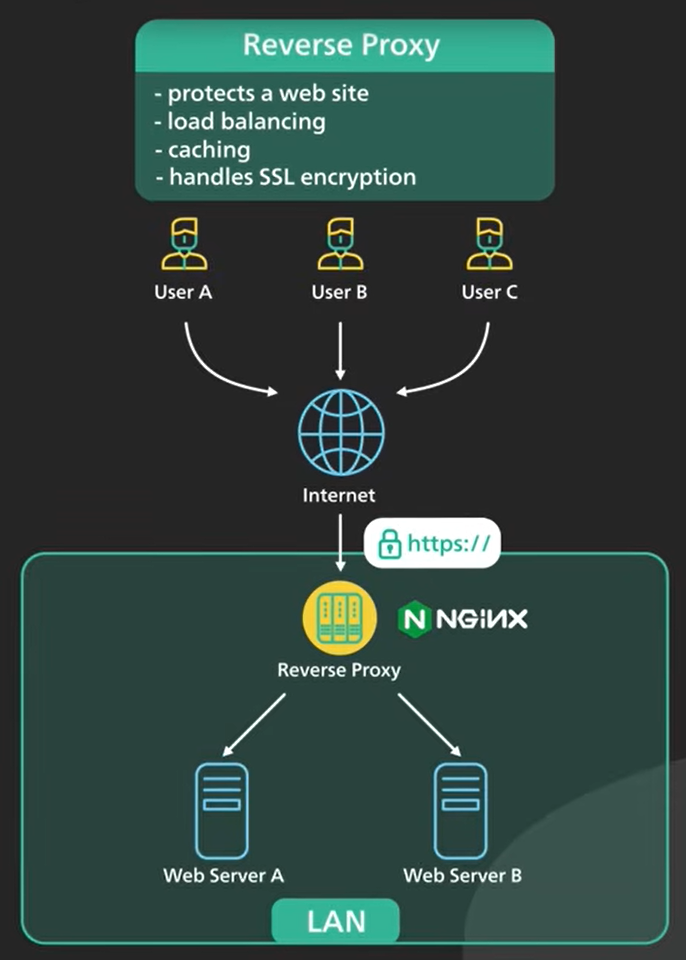 Reverse Proxy
- protects a web site
- load balancing
- caching
- handles SSL encryption
User A
User B
User C
Internet
https://
NGINX
Reverse Proxy
Web Server A
Web Server B
LAN